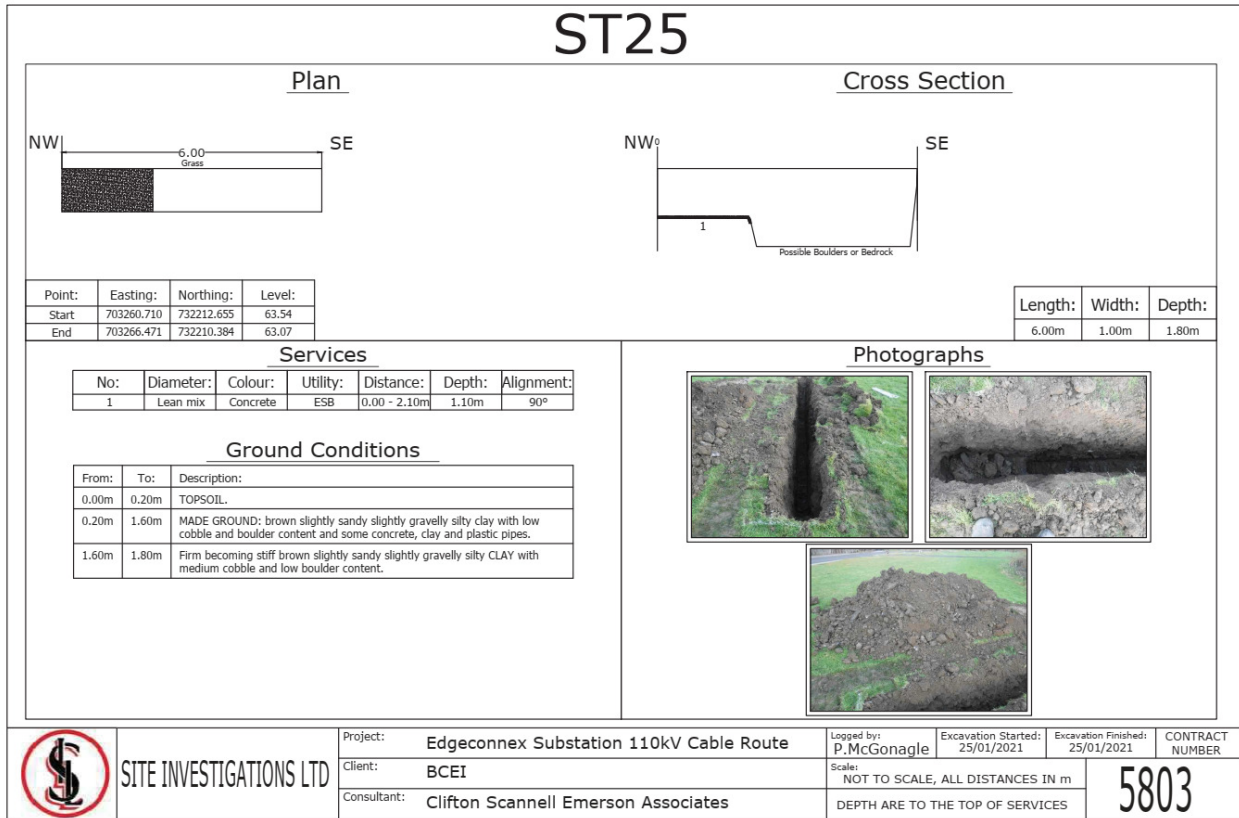 ST25
Plan
NW
6.00
Grass
SE
Cross Section
NW
0
SE
1
Possible Boulders or Bedrock
Point: Easting: Northing: Level:
Start 703260.710 732212.655 63.54
End 703266.471 732210.384 63.07
Length: Width: Depth:
6.00m 1.00m 1.80m
Services
No: Diameter: Colour: Utility: Distance: Depth: Alignment:
1 Lean mix Concrete ESB 0.00 - 2.10m 1.10m 90º
Ground Conditions
From: To: Description:
0.00m 0.20m TOPSOIL.
0.20m 1.60m MADE GROUND: brown slightly sandy slightly gravelly silty clay with low
cobble and boulder content and some concrete, clay and plastic pipes.
1.60m 1.80m Firm becoming stiff brown slightly sandy slightly gravelly silty CLAY with
medium cobble and low boulder content.
Photographs
SIL
SITE INVESTIGATIONS LTD
Project: Edgeconnex Substation 110kV Cable Route
Client: BCEI
Consultant: Clifton Scannell Emerson Associates
Logged by:
P.McGonagle
Excavation Started:
25/01/2021
Excavation Finished:
25/01/2021
CONTRACT
NUMBER
5803
Scale:
NOT TO SCALE, ALL DISTANCES IN m
DEPTH ARE TO THE TOP OF SERVICES